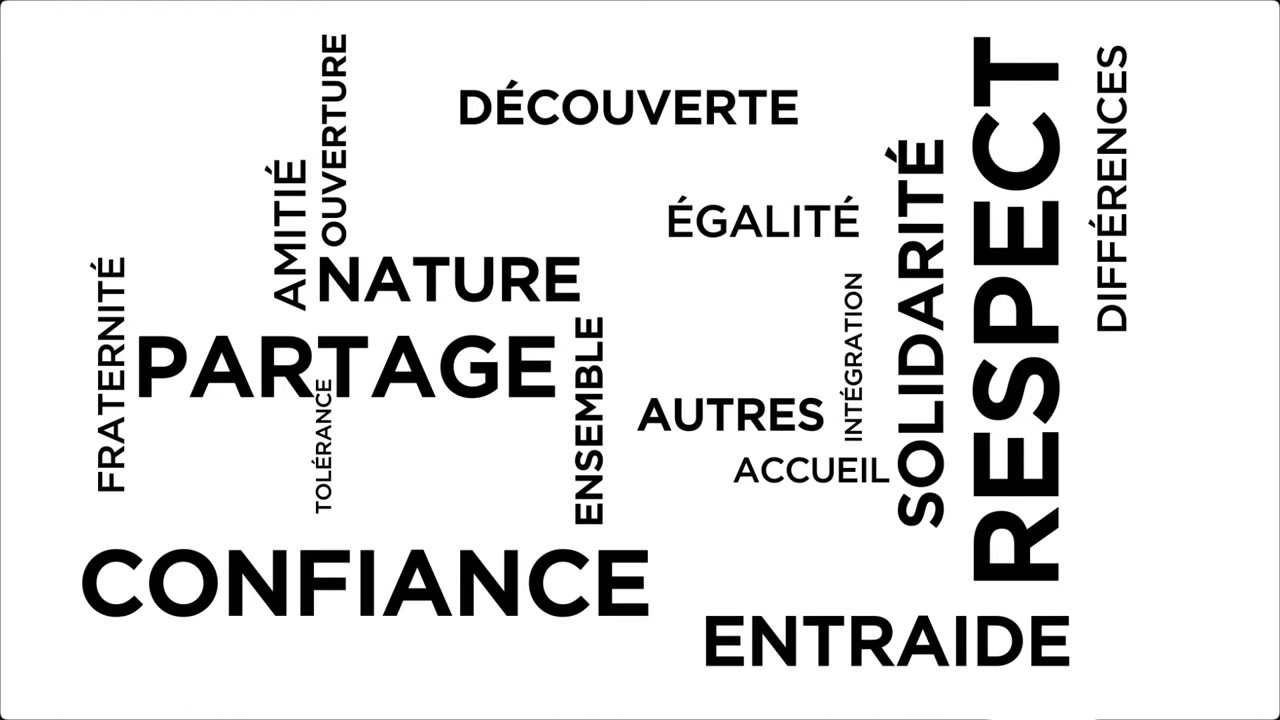 OUVERTURE
DÉCOUVERTE
RESPECT
DIFFÉRENCES
AMITIÉ
SOLIDARITÉ
ÉGALITÉ
NATURE
FRATERNITÉ
INTÉGRATION
PARTAGE
ENSEMBLE
TOLÉRANCE
AUTRES
ACCUEIL
CONFIANCE
ENTRAIDE